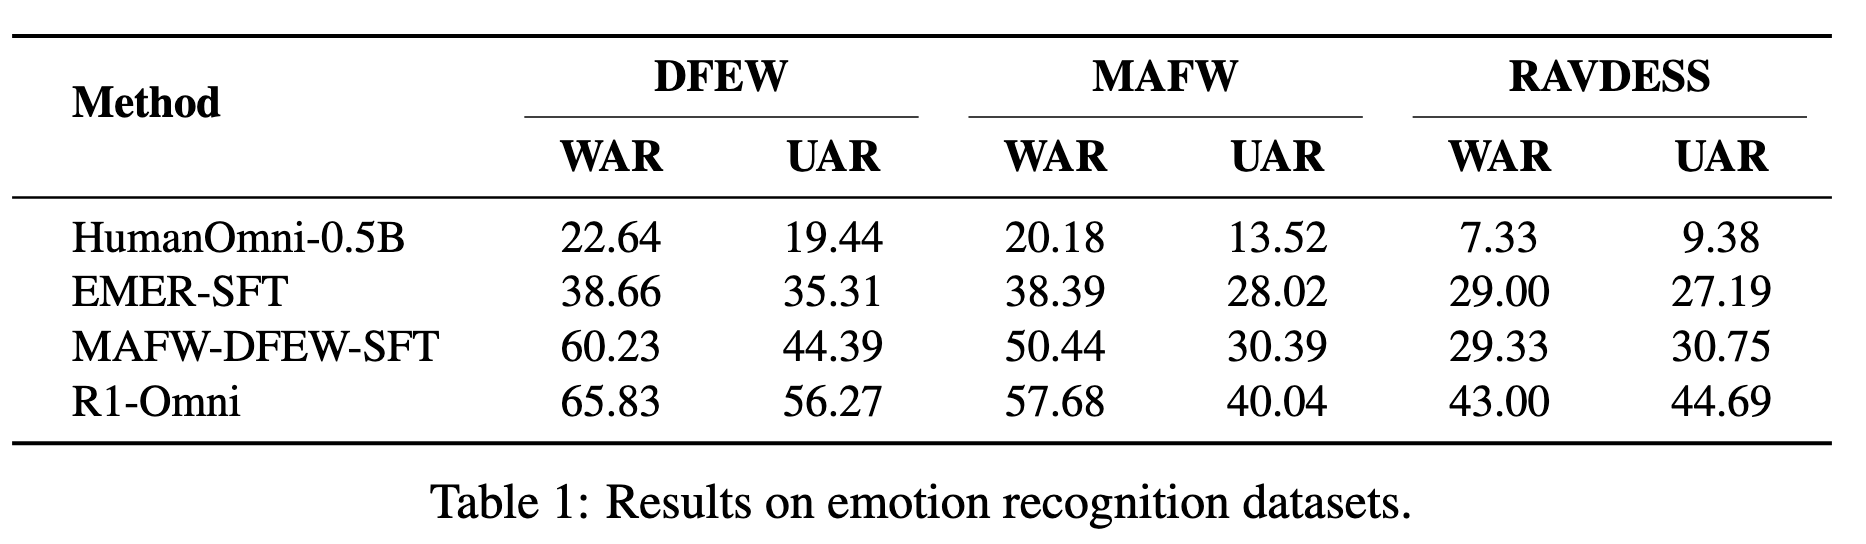 Method DFEW MAFW RAVDESS
WAR UAR WAR UAR WAR UAR
HumanOmni-0.5B 22.64 19.44 20.18 13.52 7.33 9.38
EMER-SFT 38.66 35.31 38.39 28.02 29.00 27.19
MAFW-DFEW-SFT 60.23 44.39 50.44 30.39 29.33 30.75
R1-Omni 65.83 56.27 57.68 40.04 43.00 44.69
Table 1: Results on emotion recognition datasets.